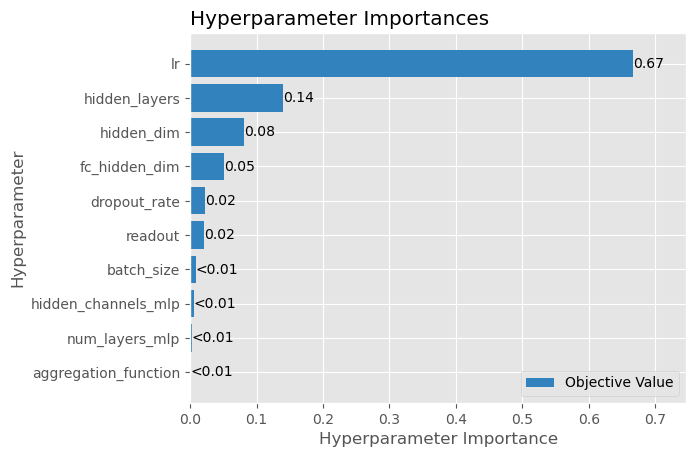 Hyperparameter Importances
Hyperparameter
lr
0.67
hidden_layers
0.14
hidden_dim
0.08
fc_hidden_dim
0.05
dropout_rate
0.02
readout
0.02
batch_size
<0.01
hidden_channels_mlp
<0.01
num_layers_mlp
<0.01
aggregation_function
<0.01
Objective Value
0.0 0.1 0.2 0.3 0.4 0.5 0.6 0.7
Hyperparameter Importance